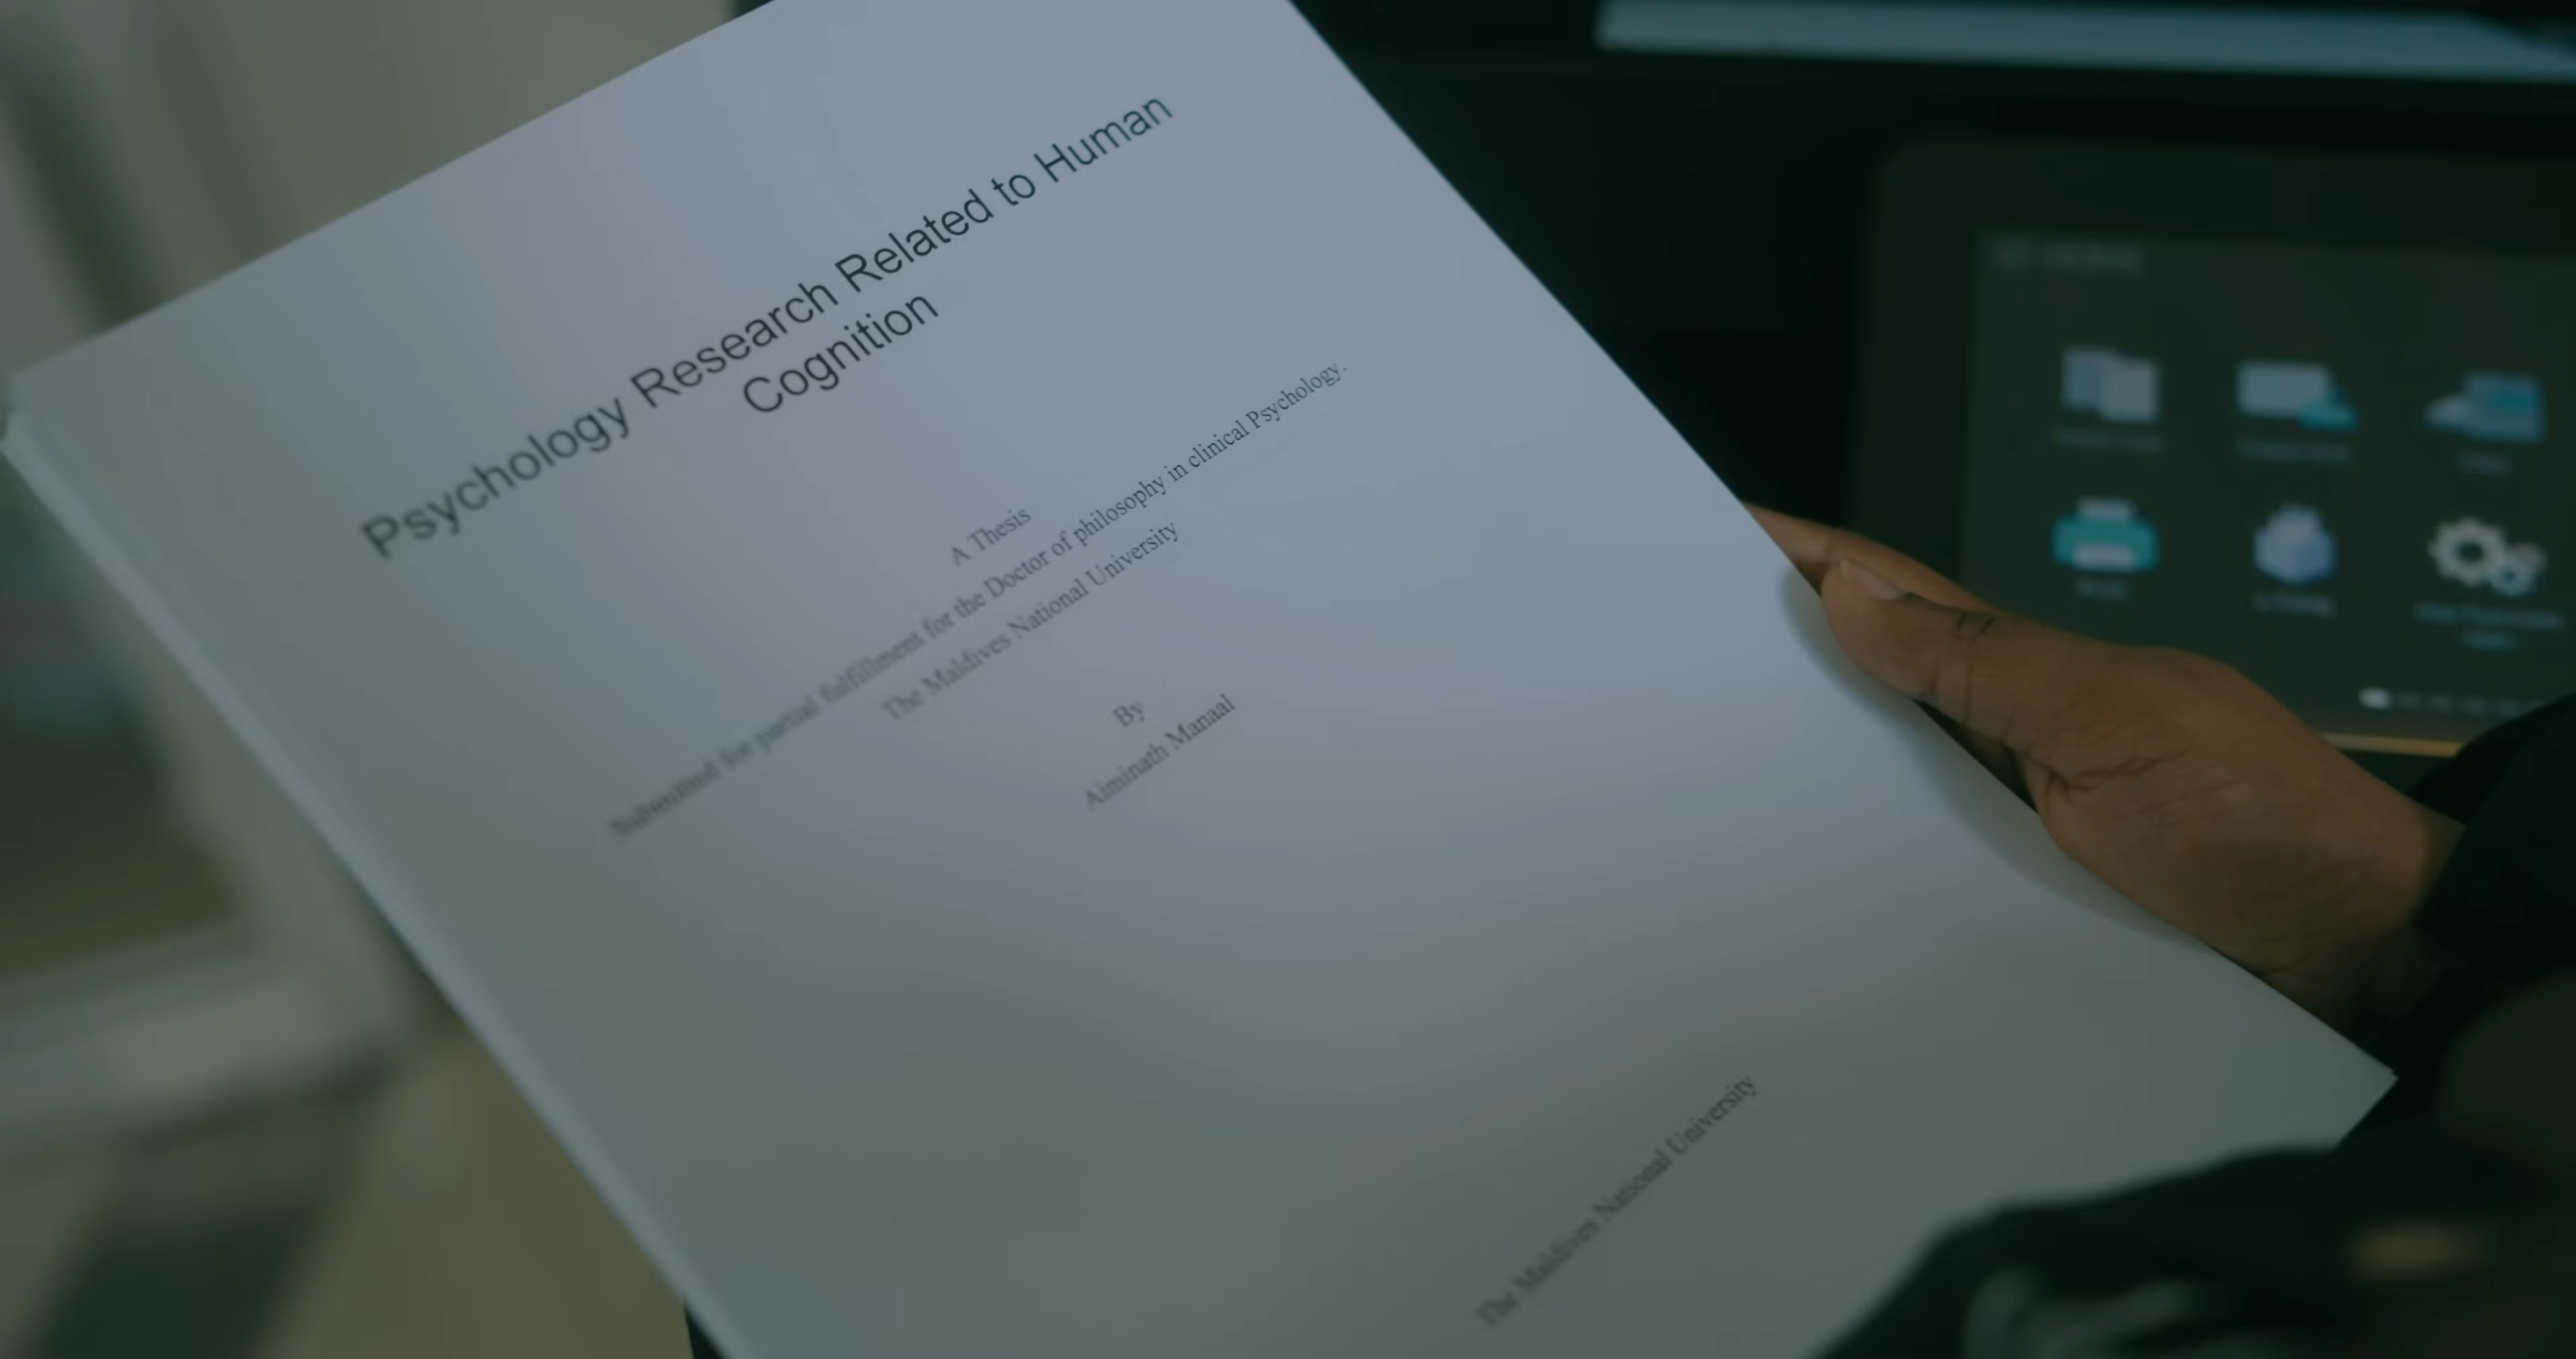 Psychology Research Related to Human
Cognition
A Thesis
Submitted for partial fulfillment for the Doctor of philosophy in clinical Psychology.
The Maldives National University
By
Aiminath Manaal
The Maldives National University